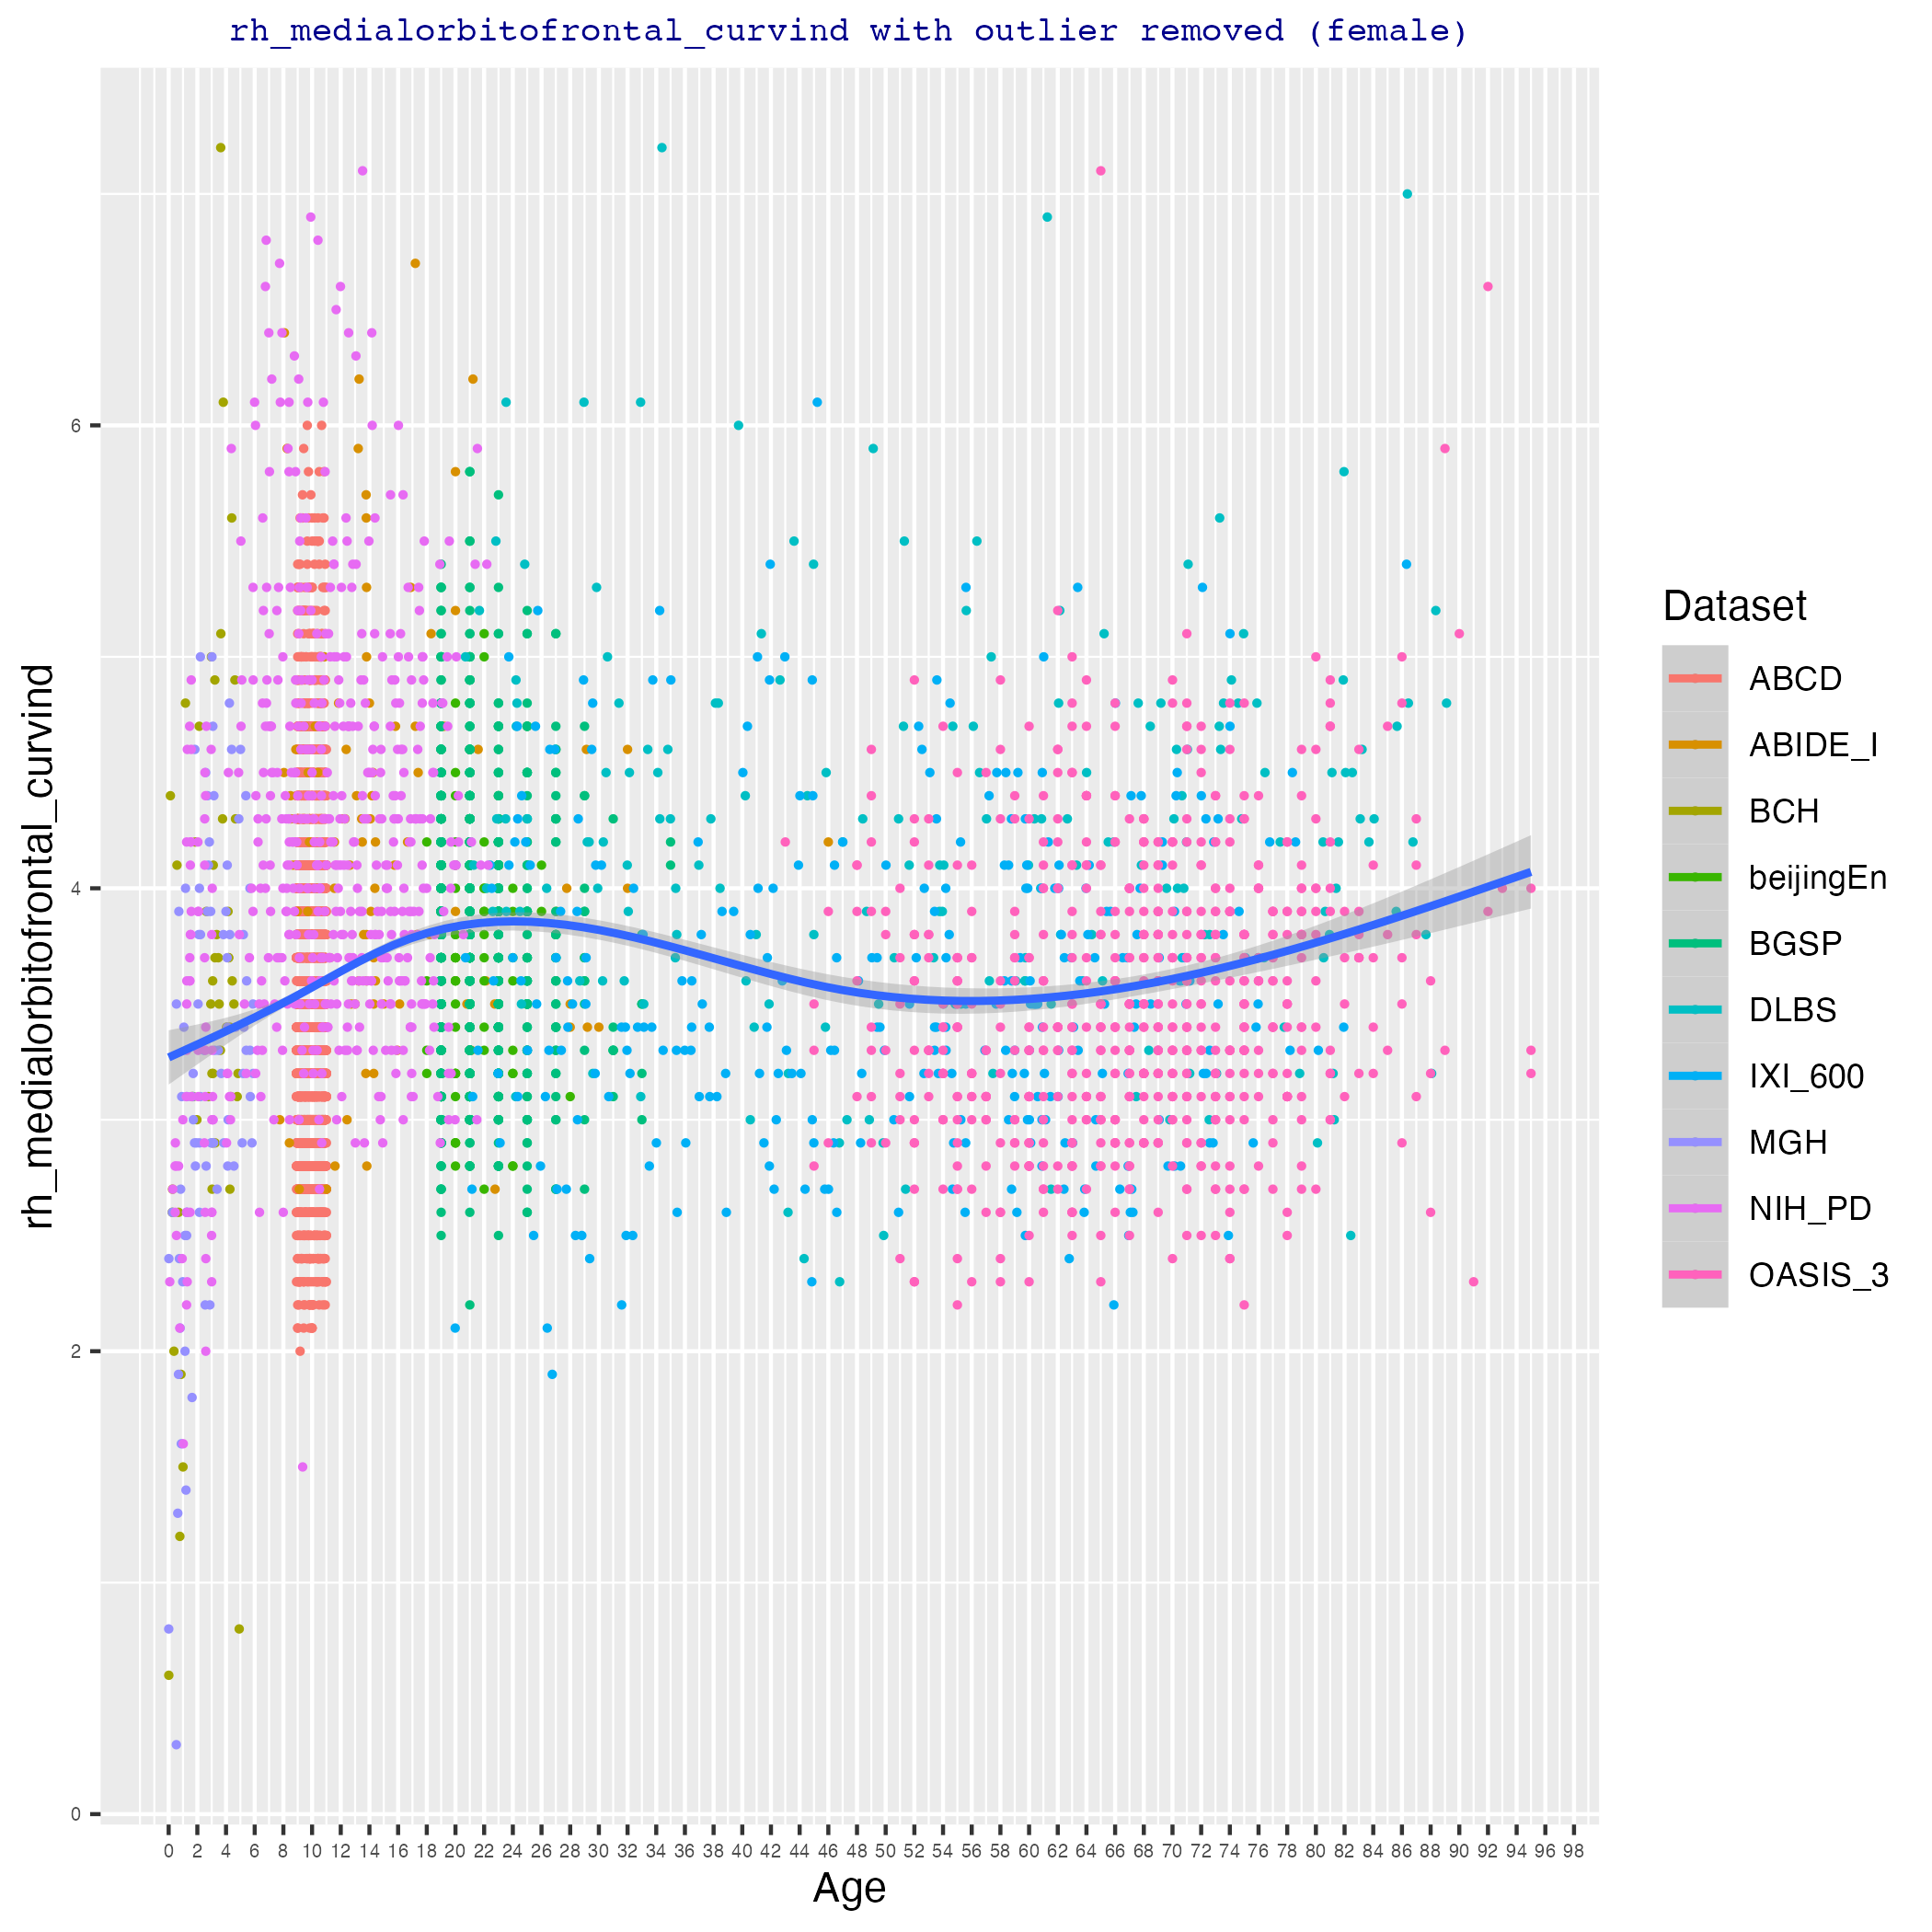 rh_medialorbitofrontal_curvind with outlier removed (female)
rh_medialorbitofrontal_curvind
6
4
2
0
0 2 4 6 8 10 12 14 16 18 20 22 24 26 28 30 32 34 36 38 40 42 44 46 48 50 52 54 56 58 60 62 64 66 68 70 72 74 76 78 80 82 84 86 88 90 92 94 96 98
Age
Dataset
ABCD
ABIDE_I
BCH
beijingEn
BGSP
DLBS
IXI_600
MGH
NIH_PD
OASIS_3